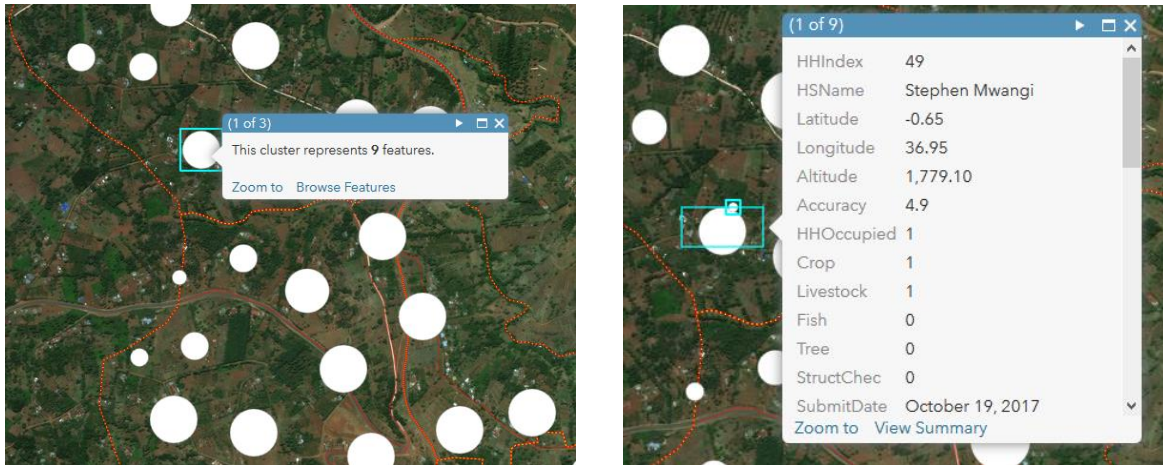 (1 of 3)
This cluster represents 9 features.
Zoom to Browse Features
(1 of 9)
HHIndex 49
HSName Stephen Mwangi
Latitude -0.65
Longitude 36.95
Altitude 1,779.10
Accuracy 4.9
HHOccupied 1
Crop 1
Livestock 1
Fish 0
Tree 0
StructChec 0
SubmitDate October 19, 2017
Zoom to View Summary